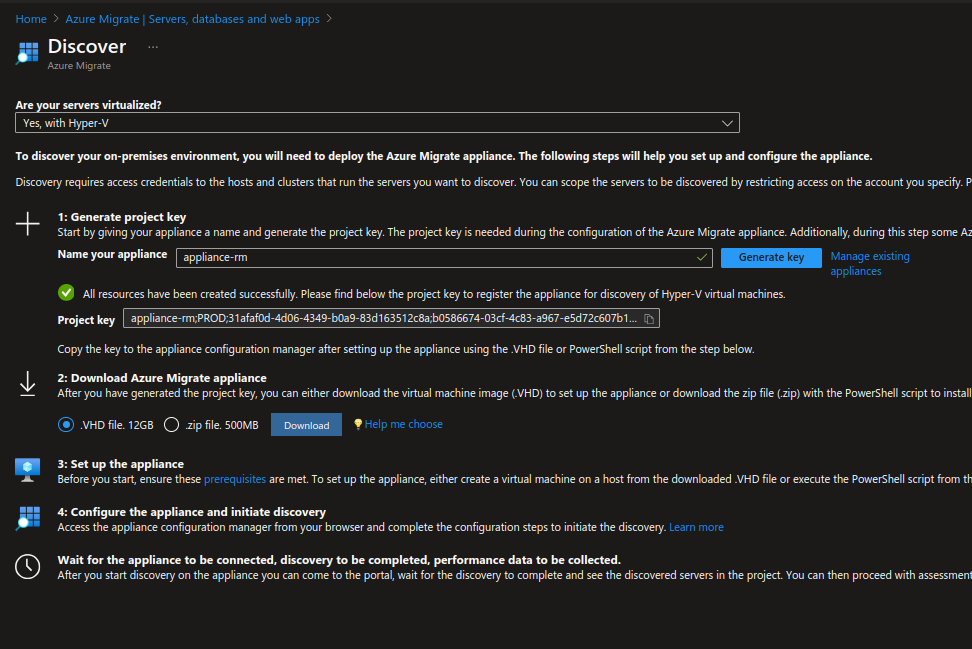 Home > Azure Migrate | Servers, databases and web apps >
Discover ...
Azure Migrate
Are your servers virtualized?
Yes, with Hyper-V
To discover your on-premises environment, you will need to deploy the Azure Migrate appliance. The following steps will help you set up and configure the appliance.
Discovery requires access credentials to the hosts and clusters that run the servers you want to discover. You can scope the servers to be discovered by restricting access on the account you specify. P
1: Generate project key
Start by giving your appliance a name and generate the project key. The project key is needed during the configuration of the Azure Migrate appliance. Additionally, during this step some Az
Name your appliance appliance-rm Generate key Manage existing
appliances
All resources have been created successfully. Please find below the project key to register the appliance for discovery of Hyper-V virtual machines.
Project key appliance-rm;PROD;31afaf0d-4d06-4349-b0a9-83d163512c8a;b0586674-03cf-4c83-a967-e5d72c607b1...
Copy the key to the appliance configuration manager after setting up the appliance using the .VHD file or PowerShell script from the step below.
2: Download Azure Migrate appliance
After you have generated the project key, you can either download the virtual machine image (.VHD) to set up the appliance or download the zip file (.zip) with the PowerShell script to install
.VHD file. 12GB .zip file. 500MB Download Help me choose
3: Set up the appliance
Before you start, ensure these prerequisites are met. To set up the appliance, either create a virtual machine on a host from the downloaded .VHD file or execute the PowerShell script from th
4: Configure the appliance and initiate discovery
Access the appliance configuration manager from your browser and complete the configuration steps to initiate the discovery. Learn more
Wait for the appliance to be connected, discovery to be completed, performance data to be collected.
After you start discovery on the appliance you can come to the portal, wait for the discovery to complete and see the discovered servers in the project. You can then proceed with assessment